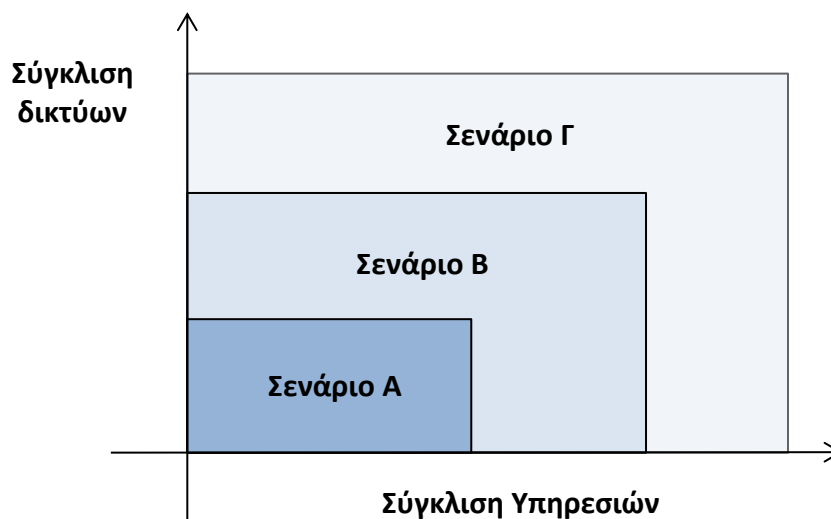 Σύγκλιση
δικτύων
Σενάριο Γ
Σενάριο Β
Σενάριο Α
Σύγκλιση Υπηρεσιών